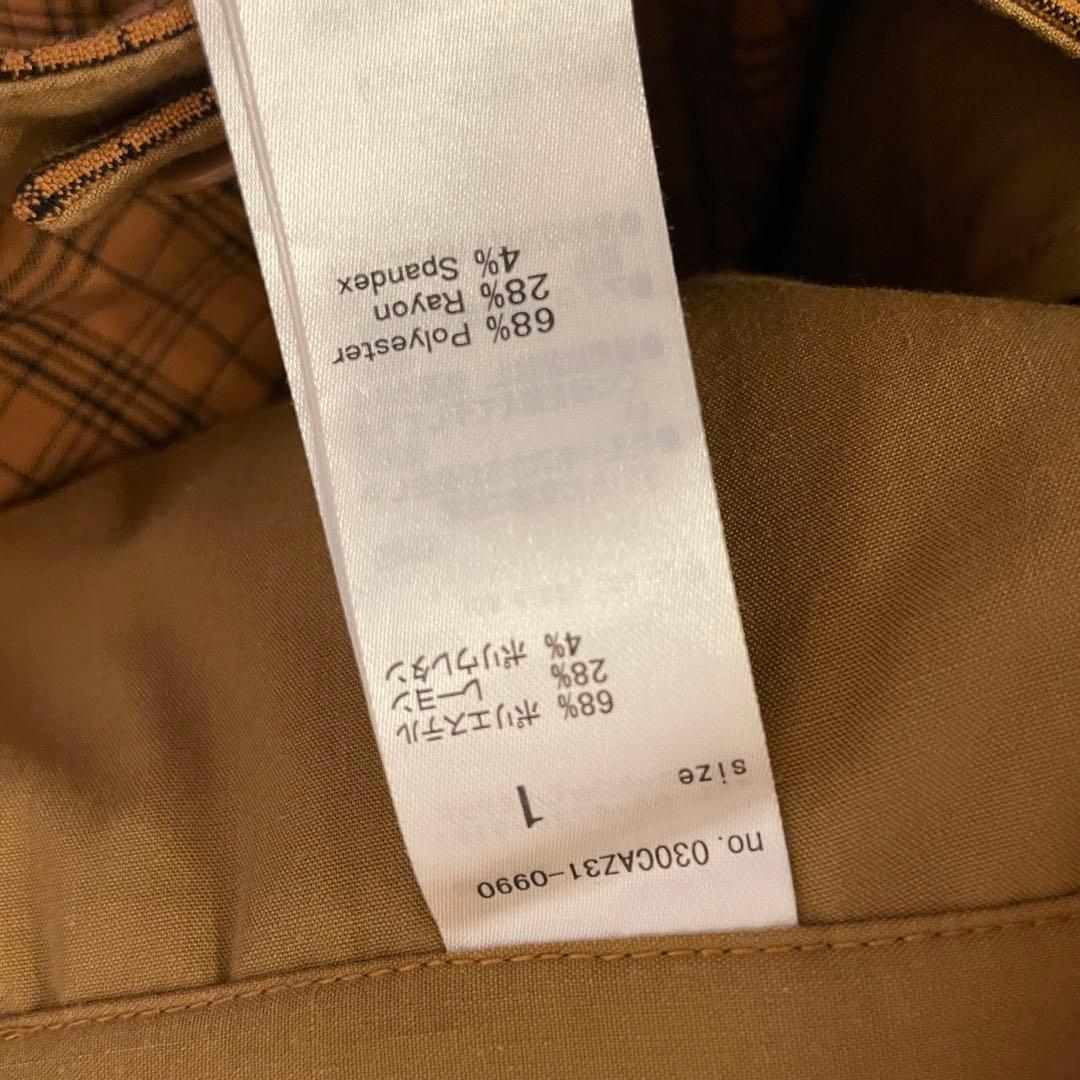 no. 030CAZ31-0990
size
1
68% ポリエステル
28% レーヨン
4% ポリウレタン
68% Polyester
28% Rayon
4% Spandex